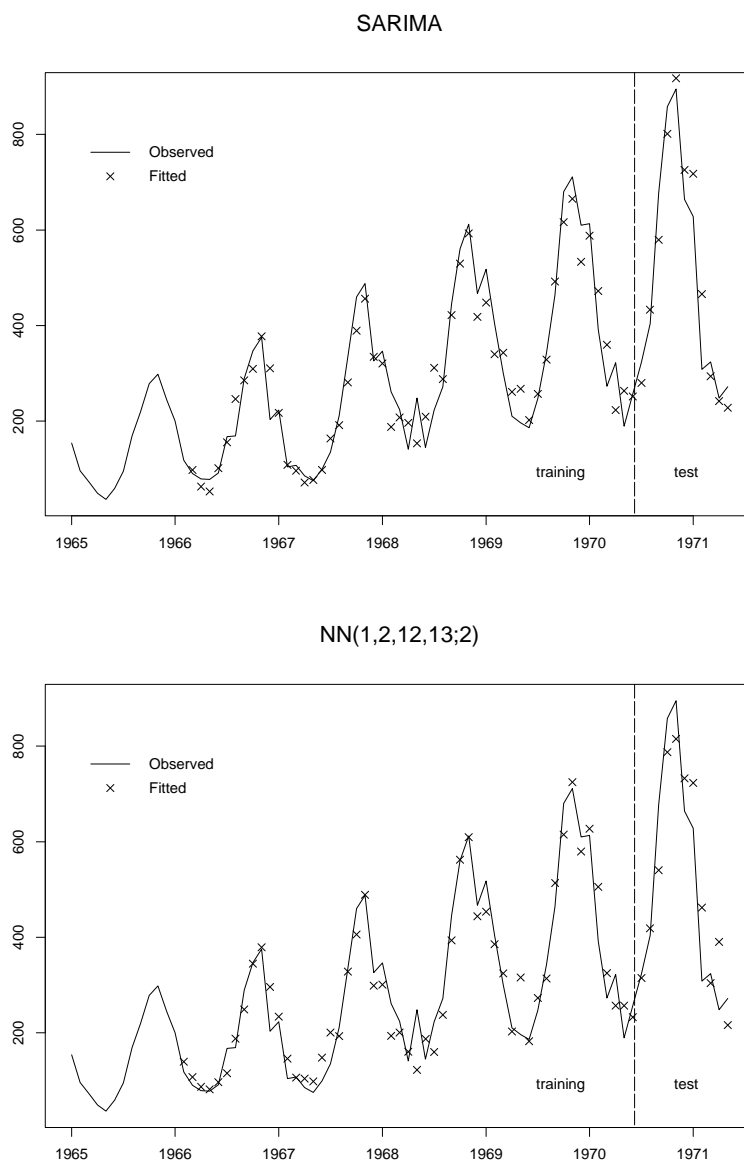 SARIMA
800
600
400
200
Observed
Fitted
training
test
1965 1966 1967 1968 1969 1970 1971
NN(1,2,12,13;2)
800
600
400
200
Observed
Fitted
training
test
1965 1966 1967 1968 1969 1970 1971